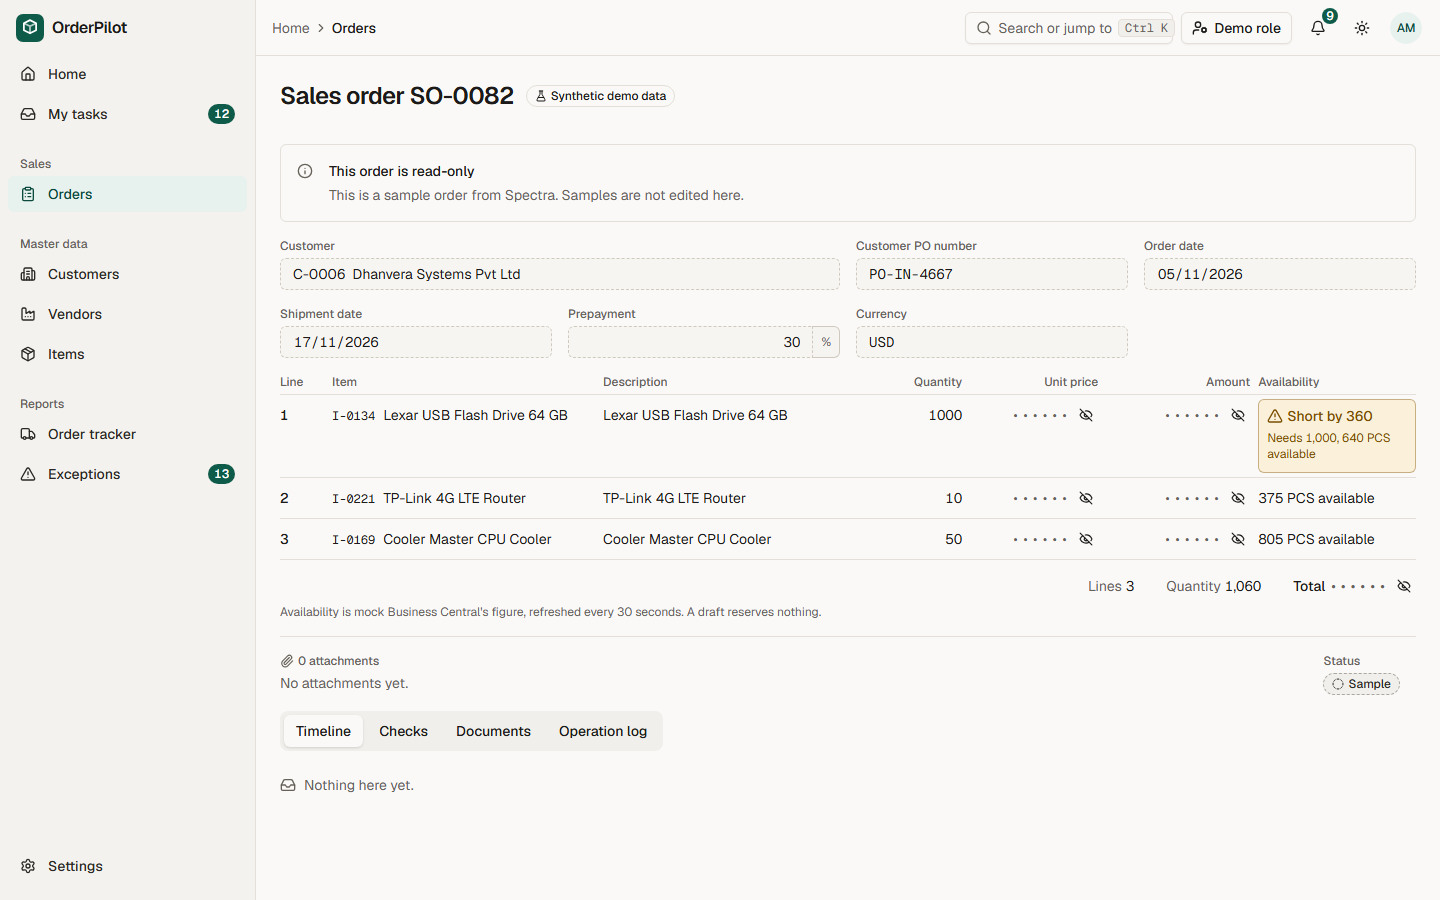 OrderPilot
Home
My tasks 12
Sales
Orders
Master data
Customers
Vendors
Items
Reports
Order tracker
Exceptions 13
Settings
Home > Orders
Search or jump to Ctrl K
Demo role
9
AM
Sales order SO-0082
Synthetic demo data
This order is read-only
This is a sample order from Spectra. Samples are not edited here.
Customer
C-0006 Dhanvera Systems Pvt Ltd
Customer PO number
PO-IN-4667
Order date
05/11/2026
Shipment date
17/11/2026
Prepayment
30 %
Currency
USD
Line Item Description Quantity Unit price Amount Availability
1 I-0134 Lexar USB Flash Drive 64 GB Lexar USB Flash Drive 64 GB 1000 •••••• •••••• Short by 360
Needs 1,000, 640 PCS
available
2 I-0221 TP-Link 4G LTE Router TP-Link 4G LTE Router 10 •••••• •••••• 375 PCS available
3 I-0169 Cooler Master CPU Cooler Cooler Master CPU Cooler 50 •••••• •••••• 805 PCS available
Lines 3 Quantity 1,060 Total ••••••
Availability is mock Business Central's figure, refreshed every 30 seconds. A draft reserves nothing.
0 attachments
No attachments yet.
Status
Sample
Timeline Checks Documents Operation log
Nothing here yet.